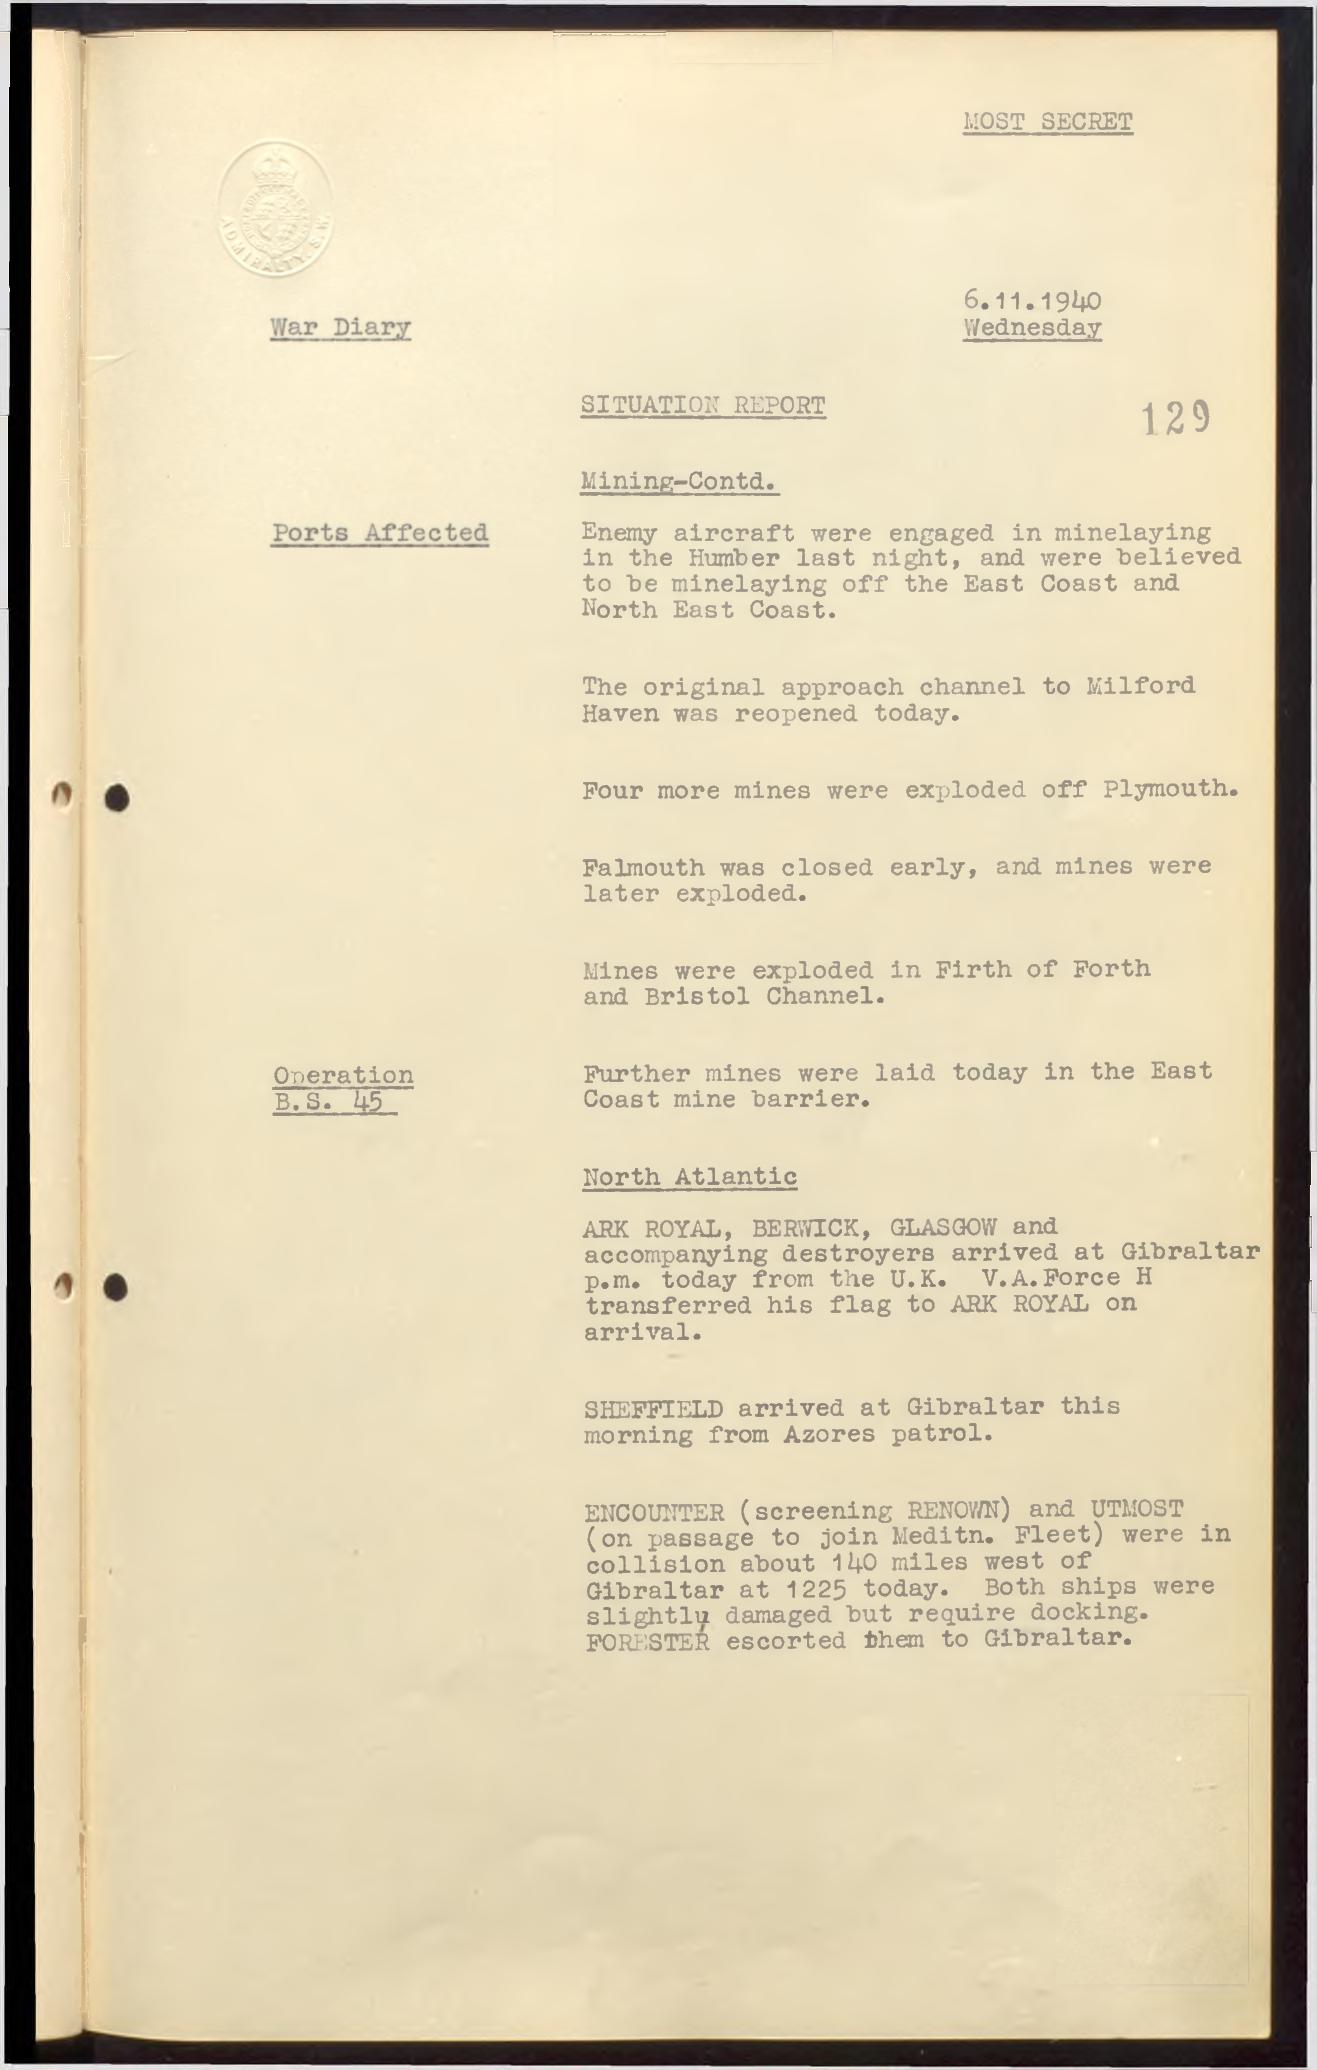 MOST SECRET
ADMIRALTY. S.W.
6.11.1940
War Diary
Wednesday
SITUATION REPORT
129
Mining-Contd.
Ports Affected
Enemy aircraft were engaged in minelaying
in the Humber last night, and were believed
to be minelaying off the East Coast and
North East Coast.
The original approach channel to Milford
Haven was reopened today.
Four more mines were exploded off Plymouth.
Falmouth was closed early, and mines were
later exploded.
Mines were exploded in Firth of Forth
and Bristol Channel.
Operation
B.S. 45
Further mines were laid today in the East
Coast mine barrier.
North Atlantic
ARK ROYAL, BERWICK, GLASGOW and
accompanying destroyers arrived at Gibraltar
p.m. today from the U.K. V.A.Force H
transferred his flag to ARK ROYAL on
arrival.
SHEFFIELD arrived at Gibraltar this
morning from Azores patrol.
ENCOUNTER (screening RENOWN) and UTMOST
(on passage to join Meditn. Fleet) were in
collision about 140 miles west of
Gibraltar at 1225 today. Both ships were
slightly damaged but require docking.
FORESTER escorted them to Gibraltar.